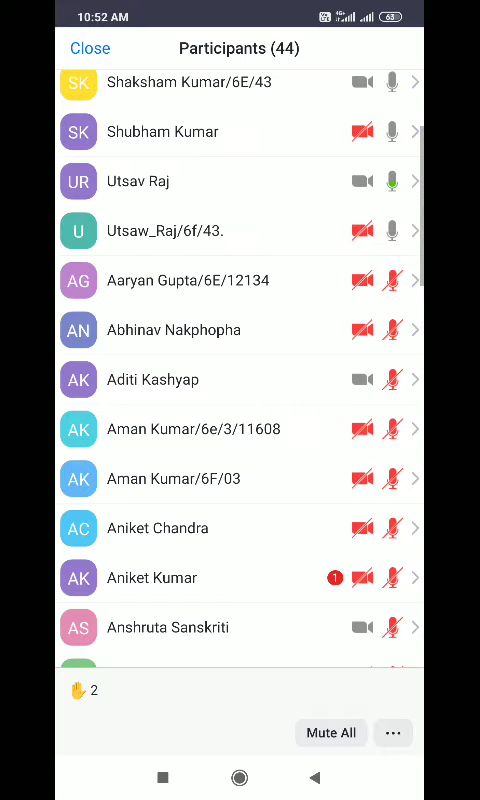 10:52 AM 4G+ 63
Close Participants (44)
SK Shaksham Kumar/6E/43
SK Shubham Kumar
UR Utsav Raj
U Utsaw_Raj/6f/43.
AG Aaryan Gupta/6E/12134
AN Abhinav Nakphopha
AK Aditi Kashyap
AK Aman Kumar/6e/3/11608
AK Aman Kumar/6F/03
AC Aniket Chandra
AK Aniket Kumar 1
AS Anshruta Sanskriti
2
Mute All